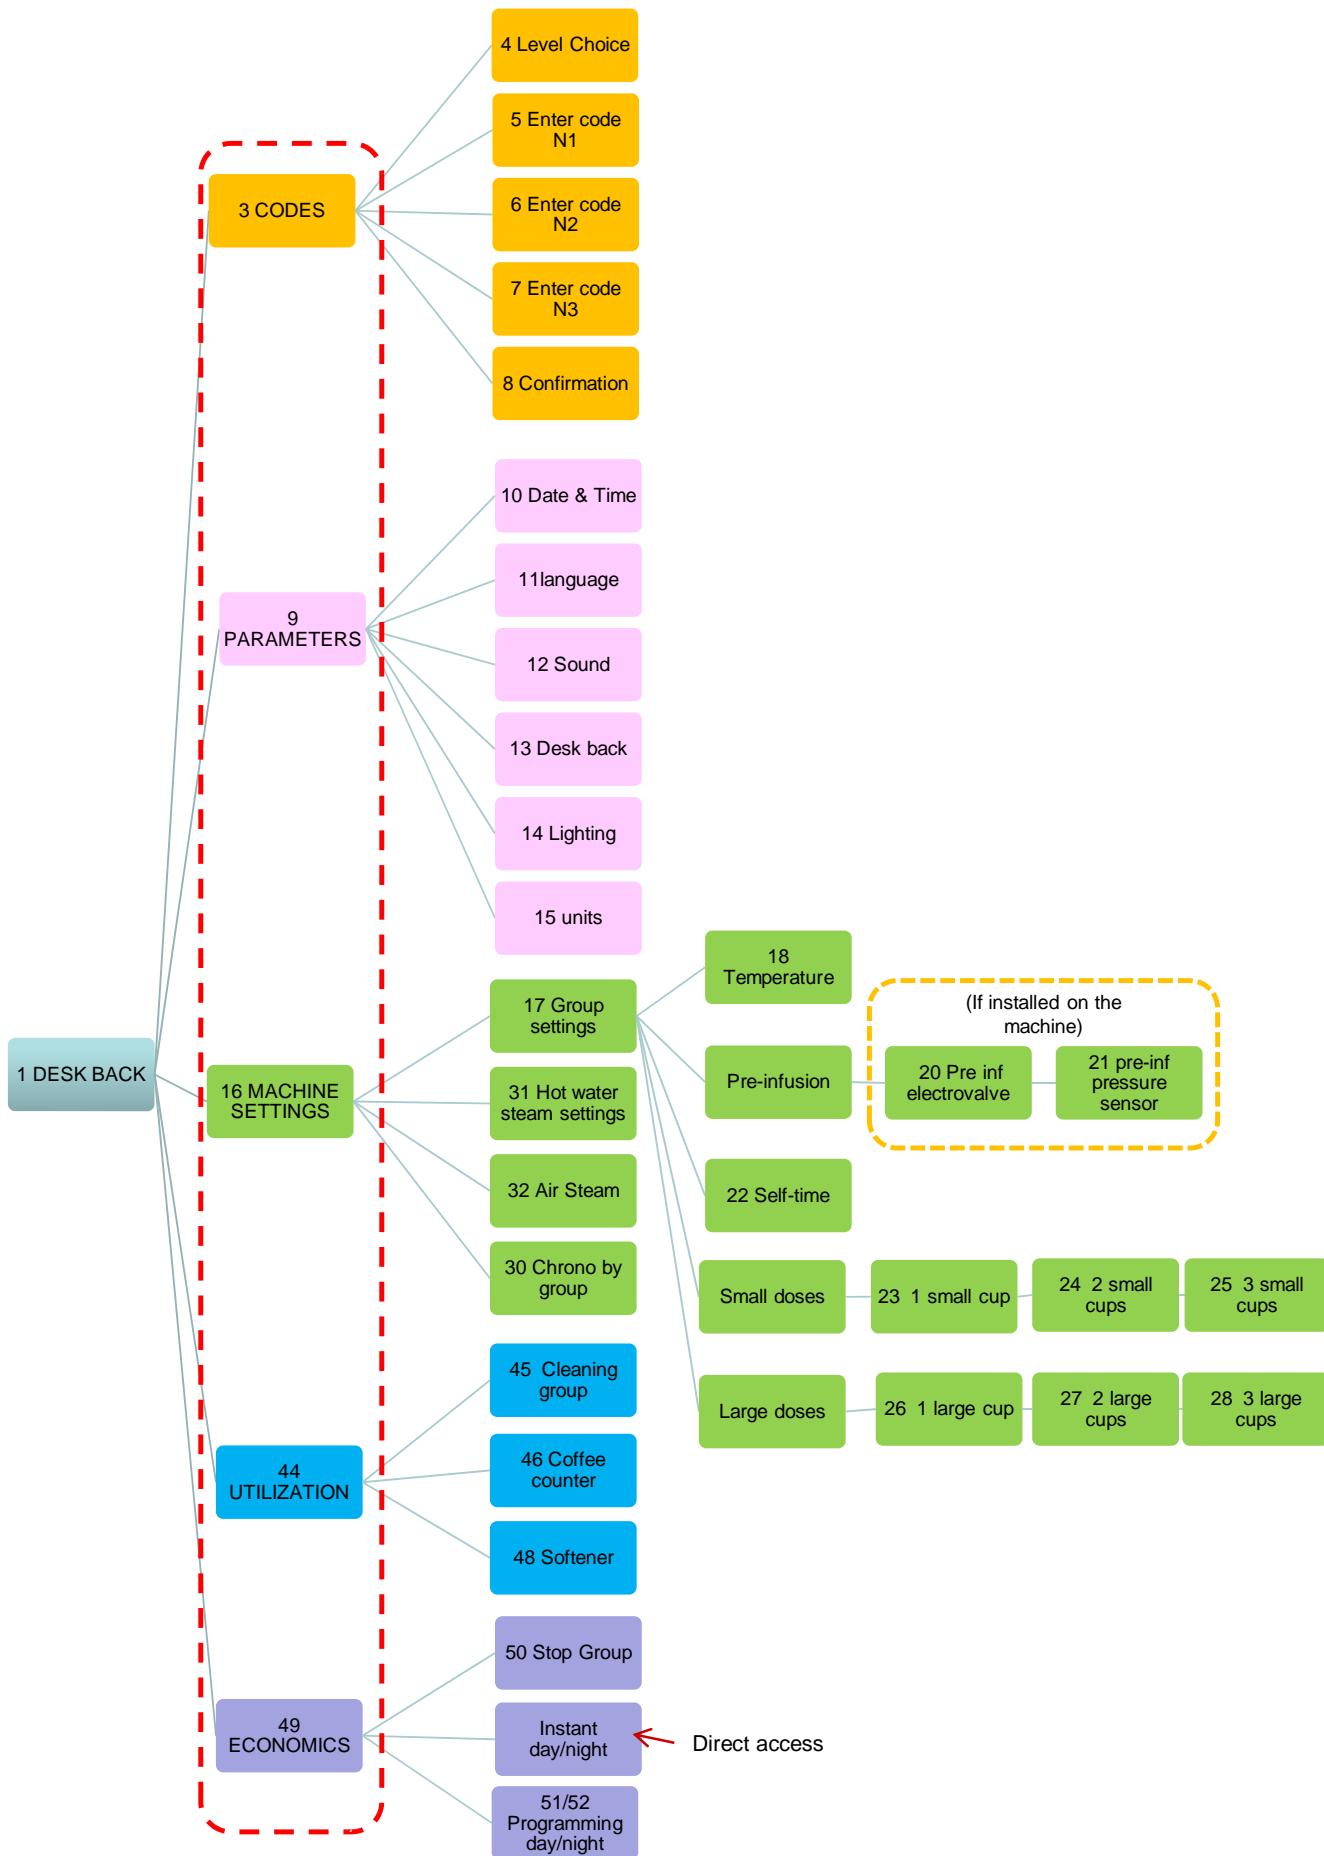 4 Level Choice
5 Enter code
N1
3 CODES
6 Enter code
N2
7 Enter code
N3
8 Confirmation
10 Date & Time
11language
9
PARAMETERS
12 Sound
13 Desk back
14 Lighting
15 units
1 DESK BACK
16 MACHINE
SETTINGS
17 Group
settings
18
Temperature
(If installed on the
machine)
Pre-infusion
20 Pre inf
electrovalve
21 pre-inf
pressure
sensor
31 Hot water
steam settings
32 Air Steam
22 Self-time
30 Chrono by
group
Small doses
23 1 small cup
24 2 small
cups
25 3 small
cups
Large doses
26 1 large cup
27 2 large
cups
28 3 large
cups
45 Cleaning
group
44
UTILIZATION
46 Coffee
counter
48 Softener
50 Stop Group
49
ECONOMICS
Instant
day/night
Direct access
51/52
Programming
day/night